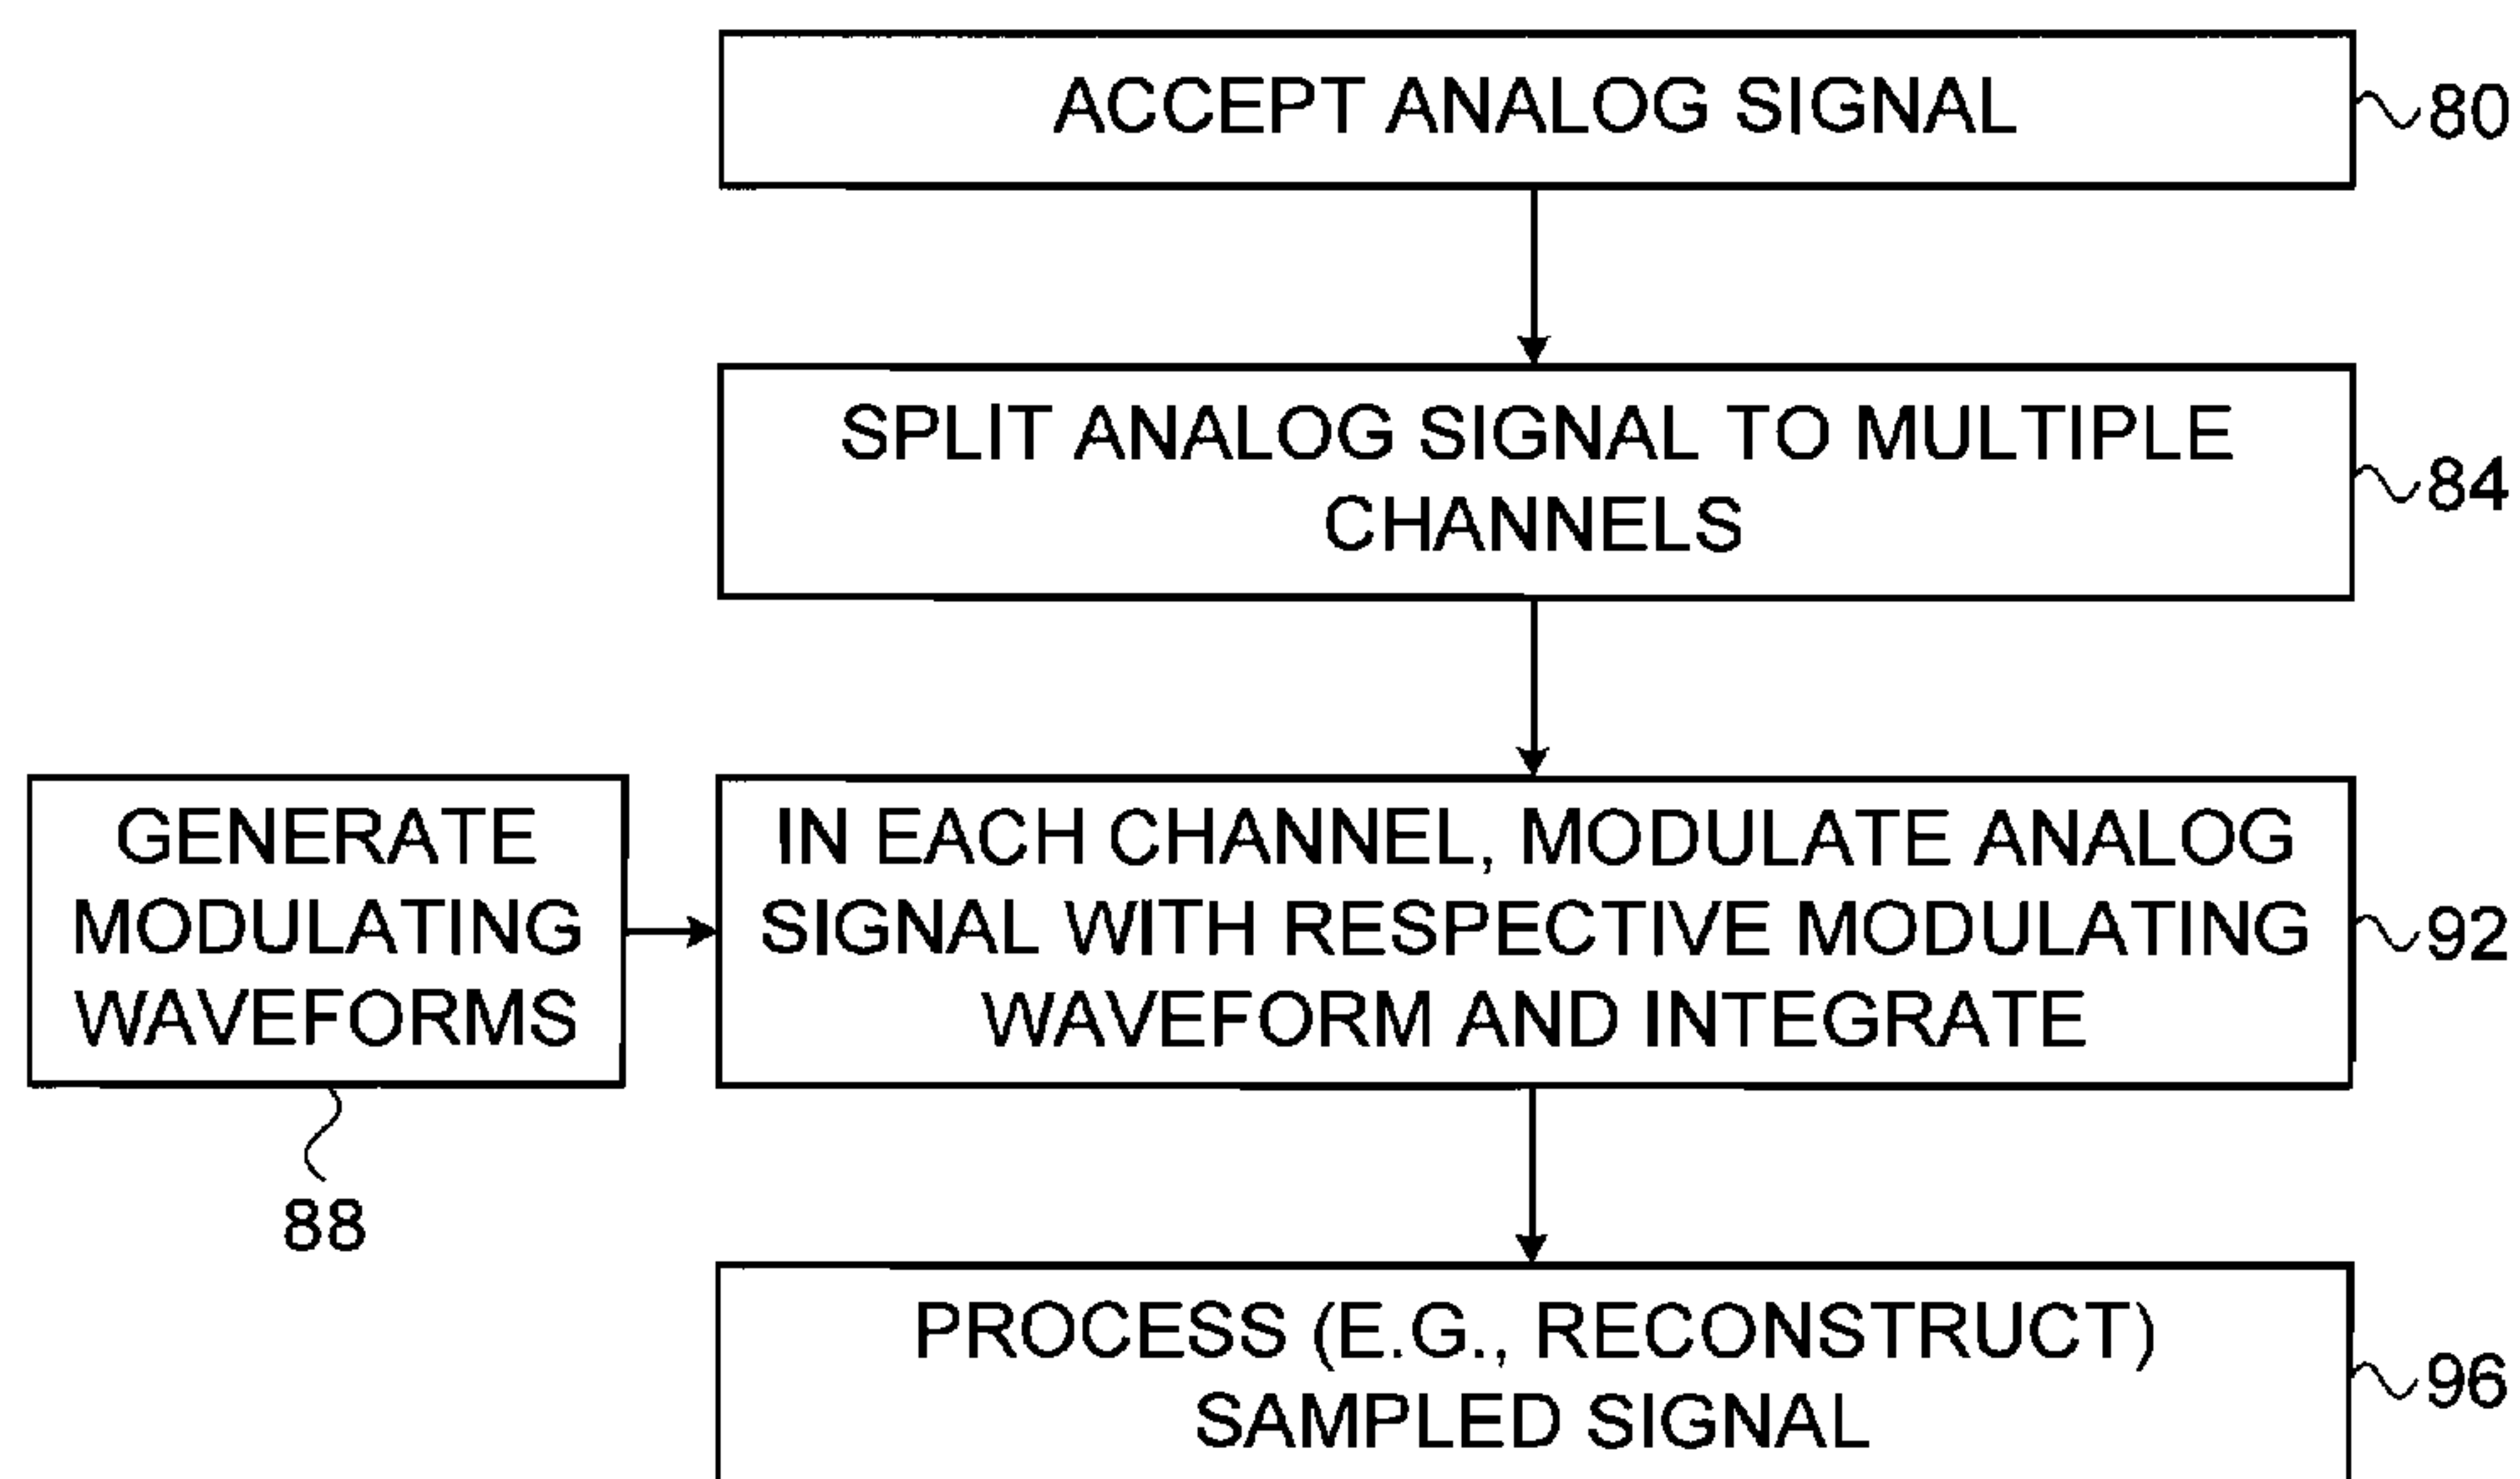 ACCEPT ANALOG SIGNAL
80
SPLIT ANALOG SIGNAL TO MULTIPLE
CHANNELS
84
GENERATE
MODULATING
WAVEFORMS
88
IN EACH CHANNEL, MODULATE ANALOG
SIGNAL WITH RESPECTIVE MODULATING
WAVEFORM AND INTEGRATE
92
PROCESS (E.G., RECONSTRUCT)
SAMPLED SIGNAL
96